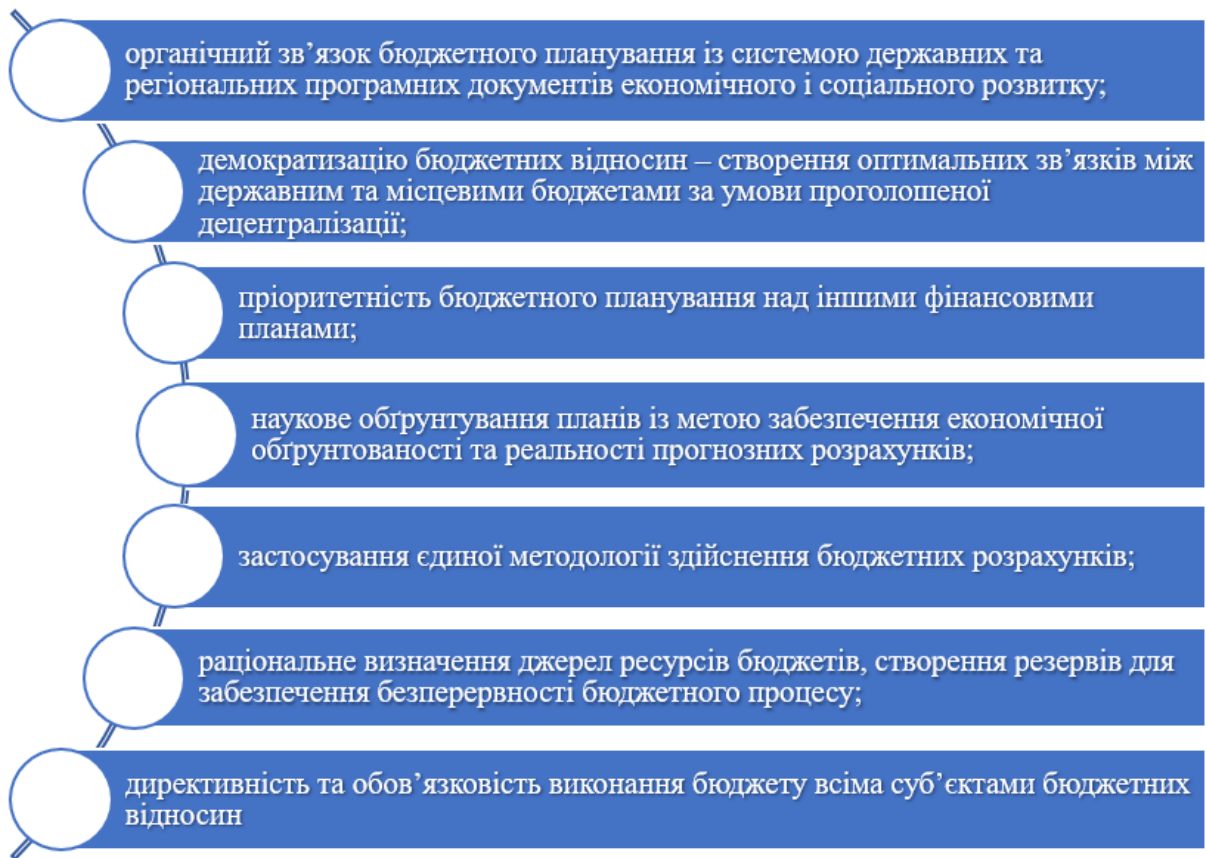 органічний зв’язок бюджетного планування із системою державних та
регіональних програмних документів економічного і соціального розвитку;
демократизацію бюджетних відносин – створення оптимальних зв’язків між
державним та місцевими бюджетами за умови проголошеної
децентралізації;
пріоритетність бюджетного планування над іншими фінансовими
планами;
наукове обґрунтування планів із метою забезпечення економічної
обґрунтованості та реальності прогнозних розрахунків;
застосування єдиної методології здійснення бюджетних розрахунків;
раціональне визначення джерел ресурсів бюджетів, створення резервів для
забезпечення безперервності бюджетного процесу;
директивність та обов’язковість виконання бюджету всіма суб’єктами бюджетних
відносин